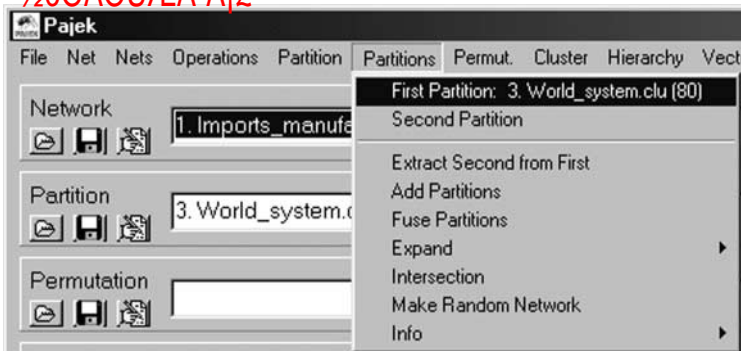 Pajek
File Net Nets Operations Partition Partitions Permut. Cluster Hierarchy Vect
First Partition: 3. World_system.clu (80)
Second Partition
Extract Second from First
Add Partitions
Fuse Partitions
Expand
Intersection
Make Random Network
Info
Network
1. Imports_manufa
Partition
3. World_system.c
Permutation